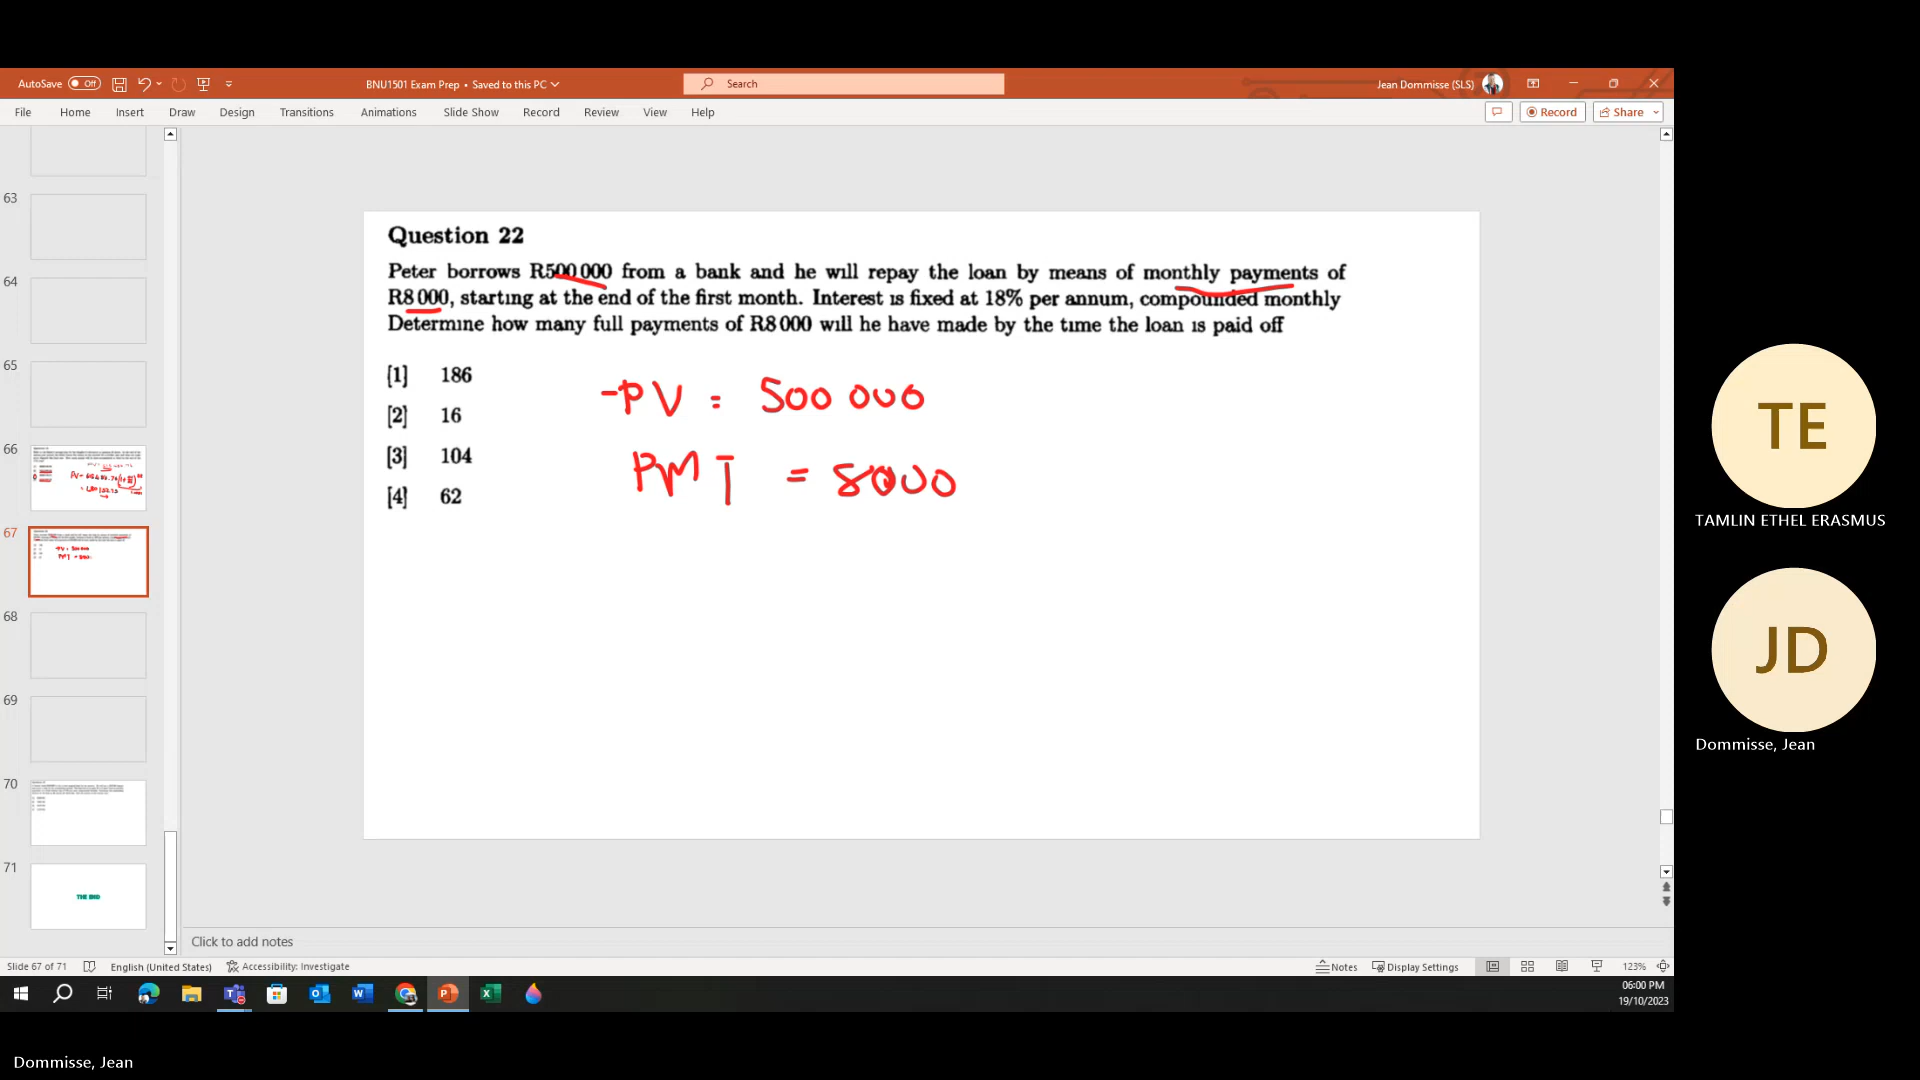 AutoSave Off
BNU1501 Exam Prep • Saved to this PC
Search
Jean Dommisse (SLS)
File Home Insert Draw Design Transitions Animations Slide Show Record Review View Help
Record
Share
63
64
65
66
67
68
69
70
71
THE END
Question 22
Peter borrows R500 000 from a bank and he will repay the loan by means of monthly payments of
R8 000, starting at the end of the first month. Interest is fixed at 18% per annum, compounded monthly
Determine how many full payments of R8 000 will he have made by the time the loan is paid off
[1] 186
[2] 16
[3] 104
[4] 62
-PV = 500 000
PMT = 8000
Click to add notes
Slide 67 of 71
English (United States)
Accessibility: Investigate
Notes
Display Settings
123%
06:00 PM
19/10/2023
TE
TAMLIN ETHEL ERASMUS
JD
Dommisse, Jean
Dommisse, Jean